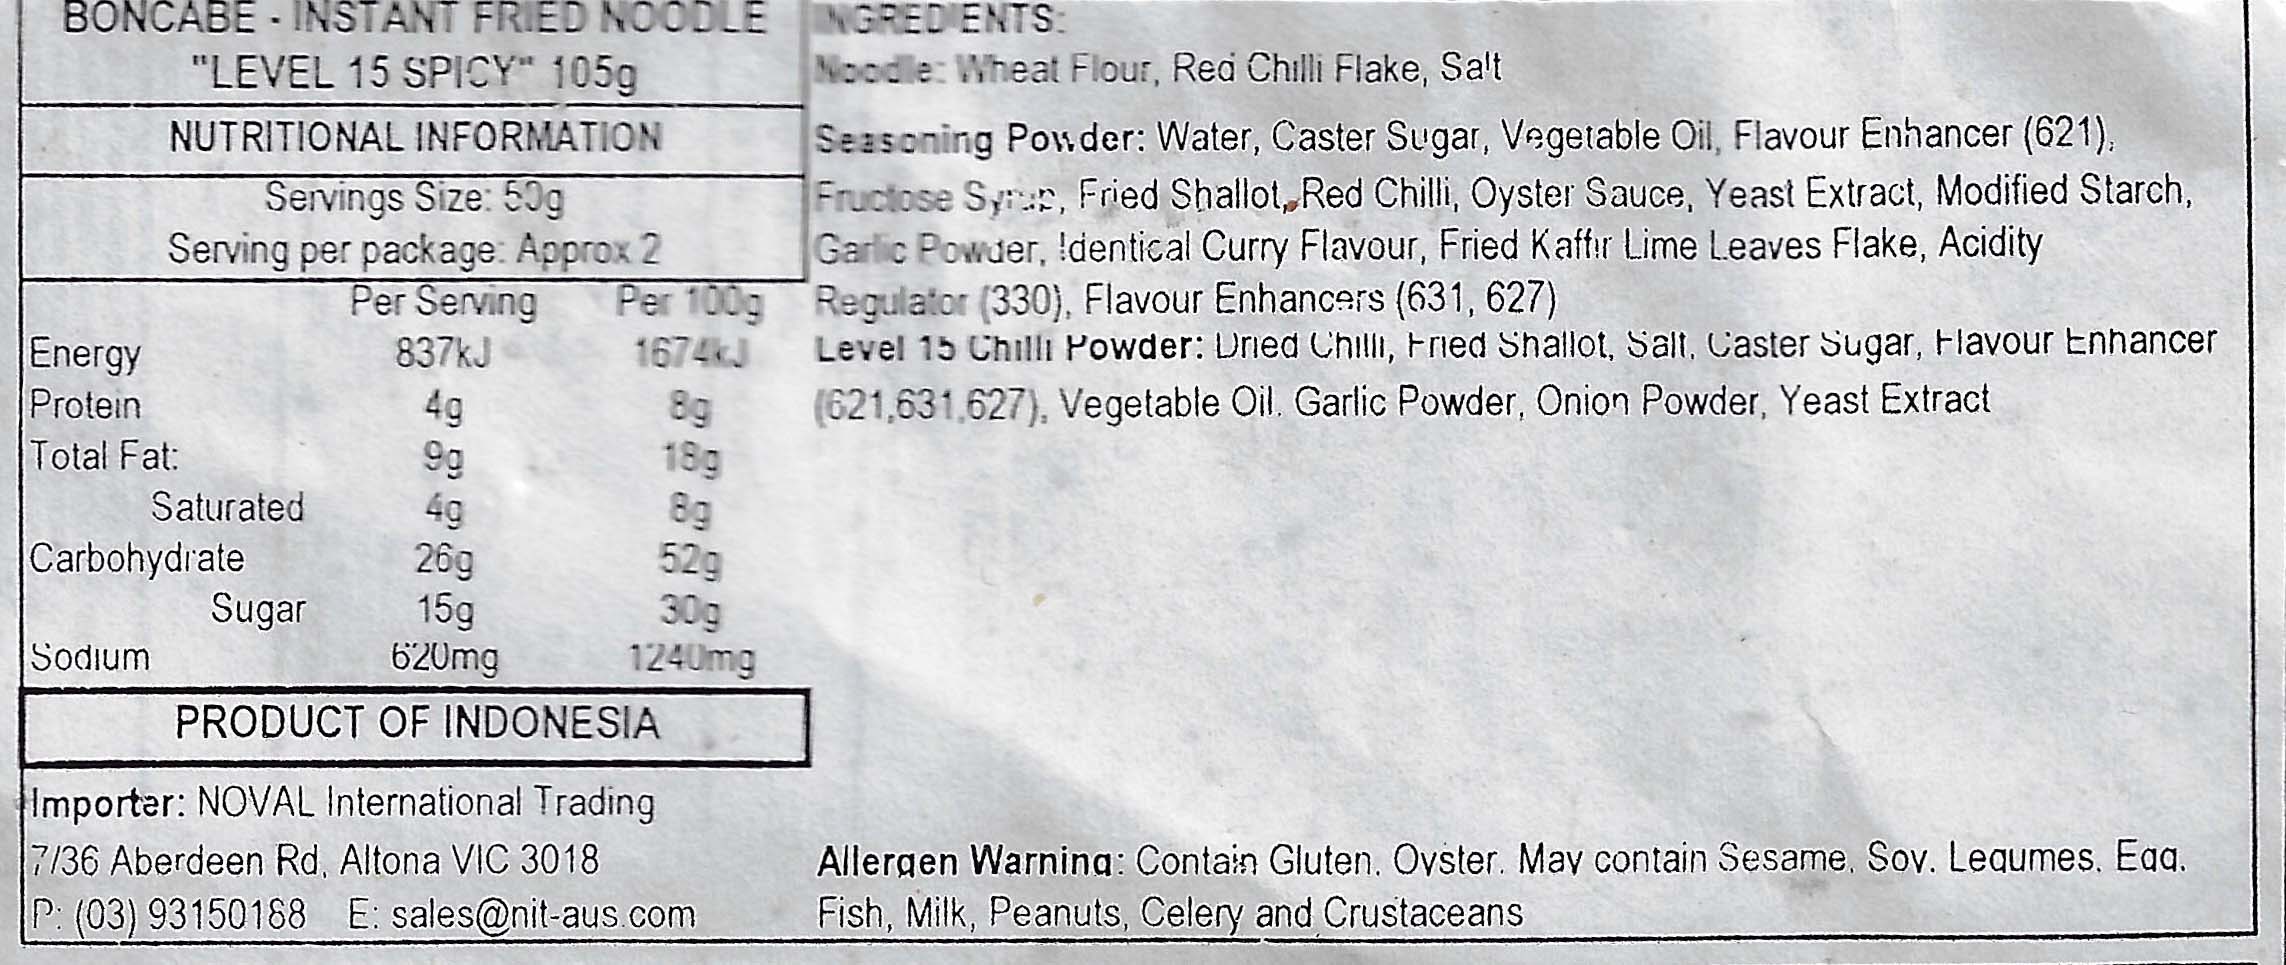 BONCABE - INSTANT FRIED NOODLE
"LEVEL 15 SPICY" 105g
NUTRITIONAL INFORMATION
Servings Size: 50g
Serving per package: Approx 2
Per Serving Per 100g
Energy 837kJ 1674kJ
Protein 4g 8g
Total Fat: 9g 18g
Saturated 4g 8g
Carbohydrate 26g 52g
Sugar 15g 30g
Sodium 620mg 1240mg
PRODUCT OF INDONESIA
Importer: NOVAL International Trading
7/36 Aberdeen Rd, Altona VIC 3018
P: (03) 93150188 E: sales@nit-aus.com
INGREDIENTS:
Noodle: Wheat Flour, Red Chilli Flake, Salt
Seasoning Powder: Water, Caster Sugar, Vegetable Oil, Flavour Enhancer (621),
Fructose Syrup, Fried Shallot, Red Chilli, Oyster Sauce, Yeast Extract, Modified Starch,
Garlic Powder, Identical Curry Flavour, Fried Kaffir Lime Leaves Flake, Acidity
Regulator (330), Flavour Enhancers (631, 627)
Level 15 Chilli Powder: Dried Chilli, Fried Shallot, Salt, Caster Sugar, Flavour Enhancer
(621,631,627), Vegetable Oil. Garlic Powder, Onion Powder, Yeast Extract
Allergen Warning: Contain Gluten. Oyster. May contain Sesame, Soy. Legumes. Egg.
Fish, Milk, Peanuts, Celery and Crustaceans